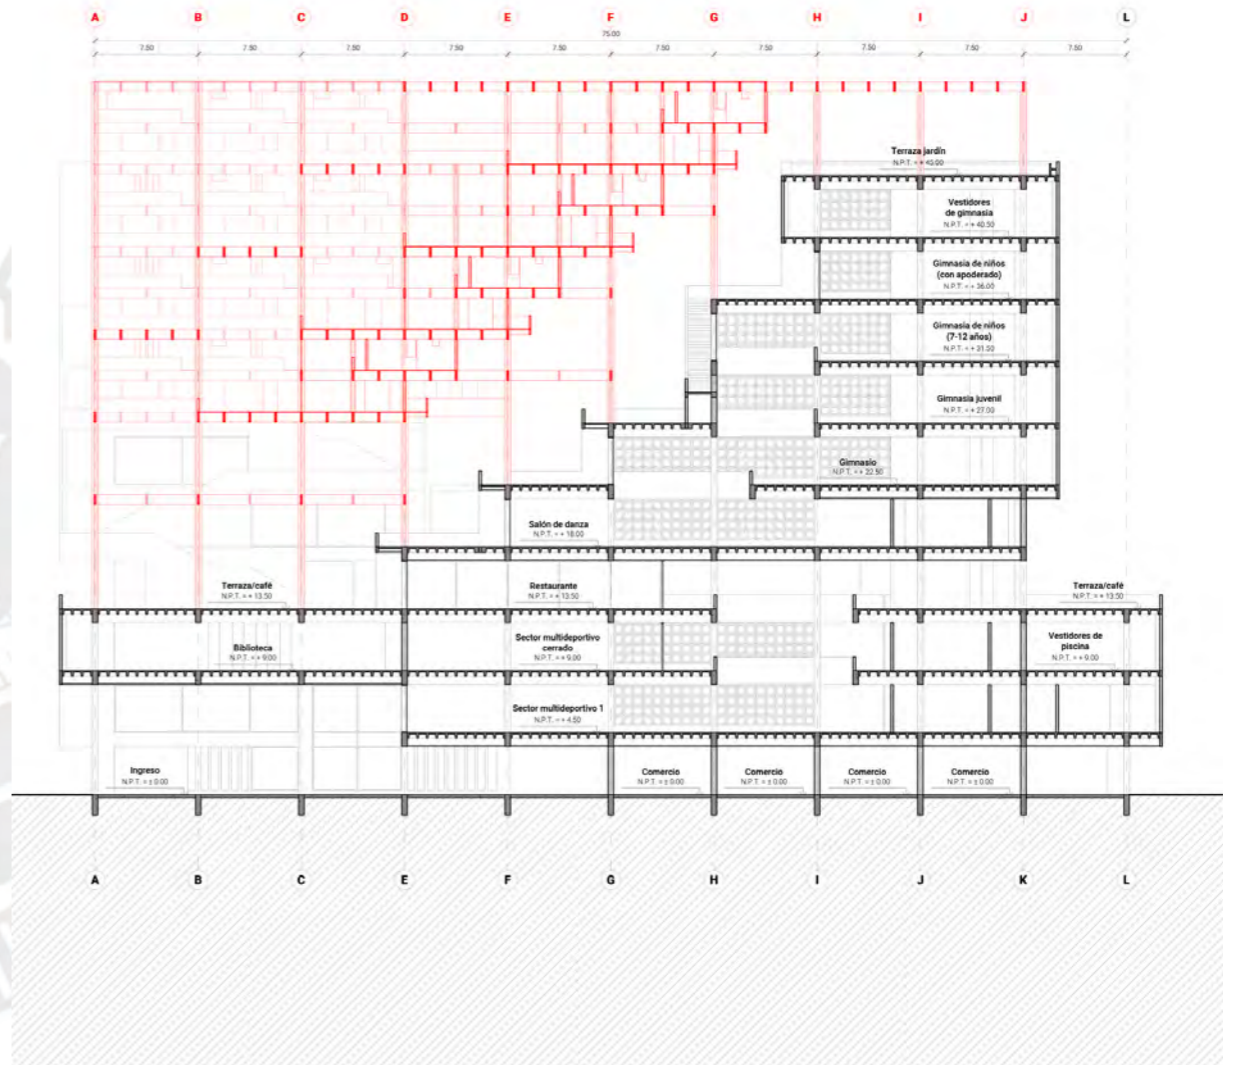 A B C D E F G H I J L
75.00
7.50 7.50 7.50 7.50 7.50 7.50 7.50 7.50 7.50 7.50
Terraza jardín
N.P.T. = + 45.00
Vestidores
de gimnasia
N.P.T. = + 40.50
Gimnasia de niños
(con apoderado)
N.P.T. = + 36.00
Gimnasia de niños
(7-12 años)
N.P.T. = + 31.50
Gimnasia juvenil
N.P.T. = + 27.00
Gimnasio
N.P.T. = + 22.50
Salón de danza
N.P.T. = + 18.00
Terraza/café
N.P.T. = + 13.50
Restaurante
N.P.T. = + 13.50
Terraza/café
N.P.T. = + 13.50
Biblioteca
N.P.T. = + 9.00
Sector multideportivo
cerrado
N.P.T. = + 9.00
Vestidores de
piscina
N.P.T. = + 9.00
Sector multideportivo 1
N.P.T. = + 4.50
Ingreso
N.P.T. = ± 0.00
Comercio
N.P.T. = ± 0.00
Comercio
N.P.T. = ± 0.00
Comercio
N.P.T. = ± 0.00
Comercio
N.P.T. = ± 0.00
A B C E F G H I J K L